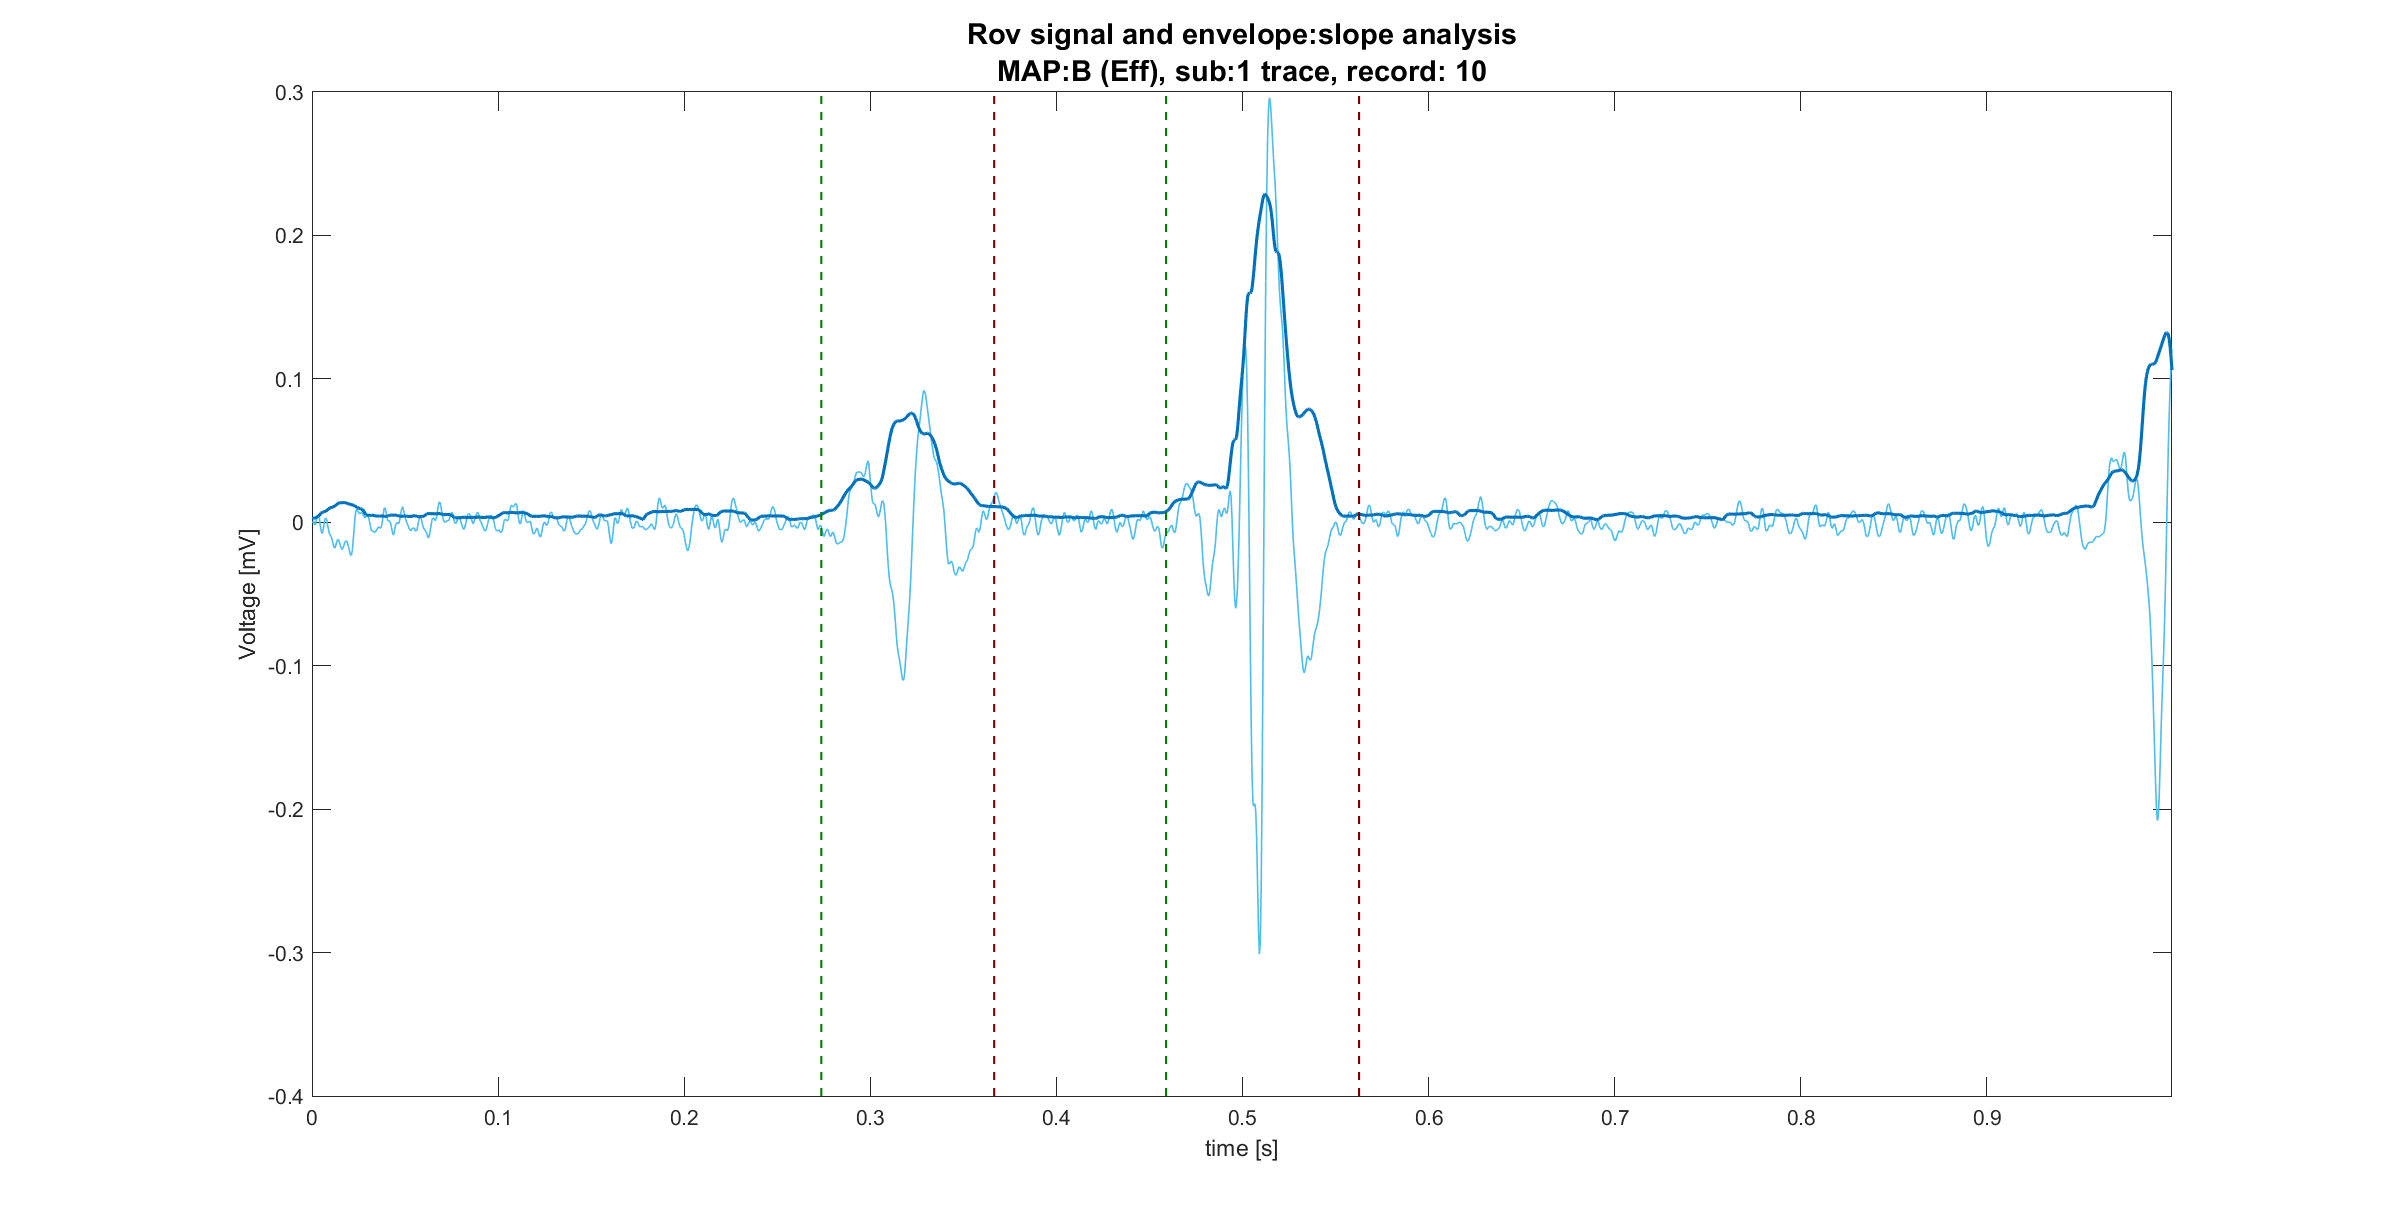 Rov signal and envelope:slope analysis
MAP:B (Eff), sub:1 trace, record: 10
0.3
0.2
0.1
0
-0.1
-0.2
-0.3
-0.4
Voltage [mV]
0 0.1 0.2 0.3 0.4 0.5 0.6 0.7 0.8 0.9
time [s]